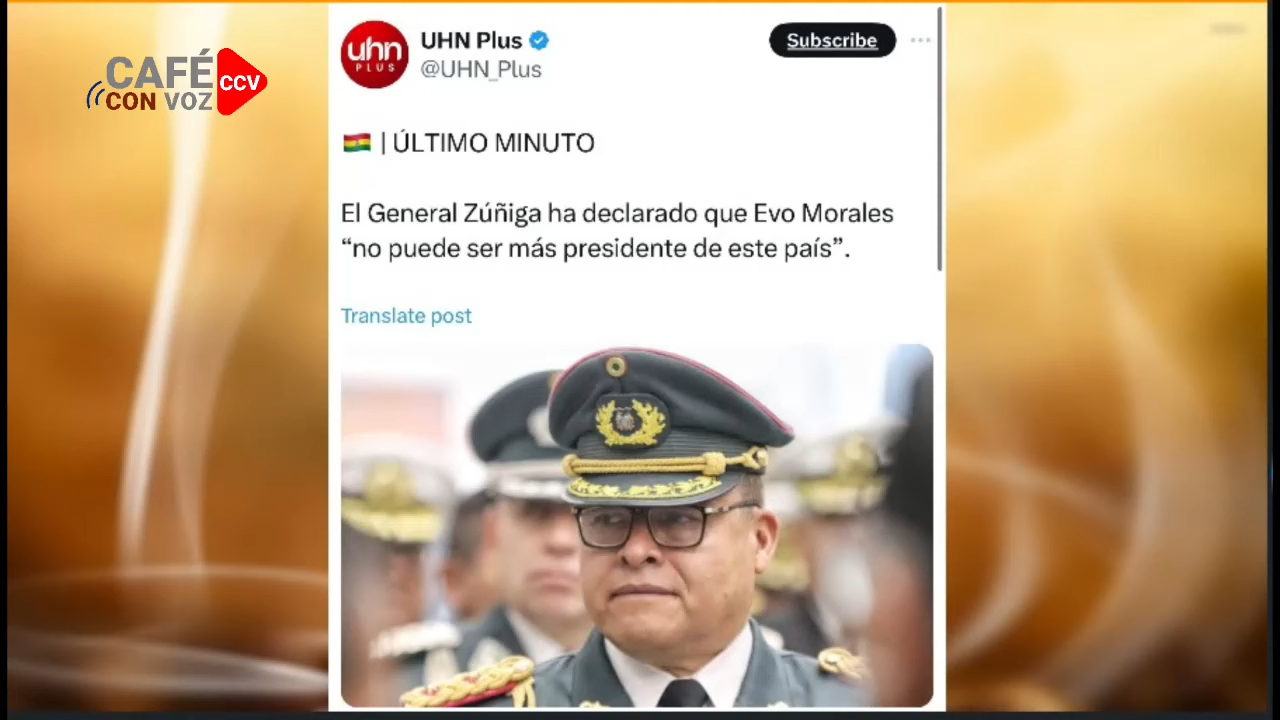 CAFÉ
CON VOZ
CCV
uhn
PLUS
UHN Plus
@UHN_Plus
Subscribe
| ÚLTIMO MINUTO
El General Zúñiga ha declarado que Evo Morales
“no puede ser más presidente de este país”.
Translate post